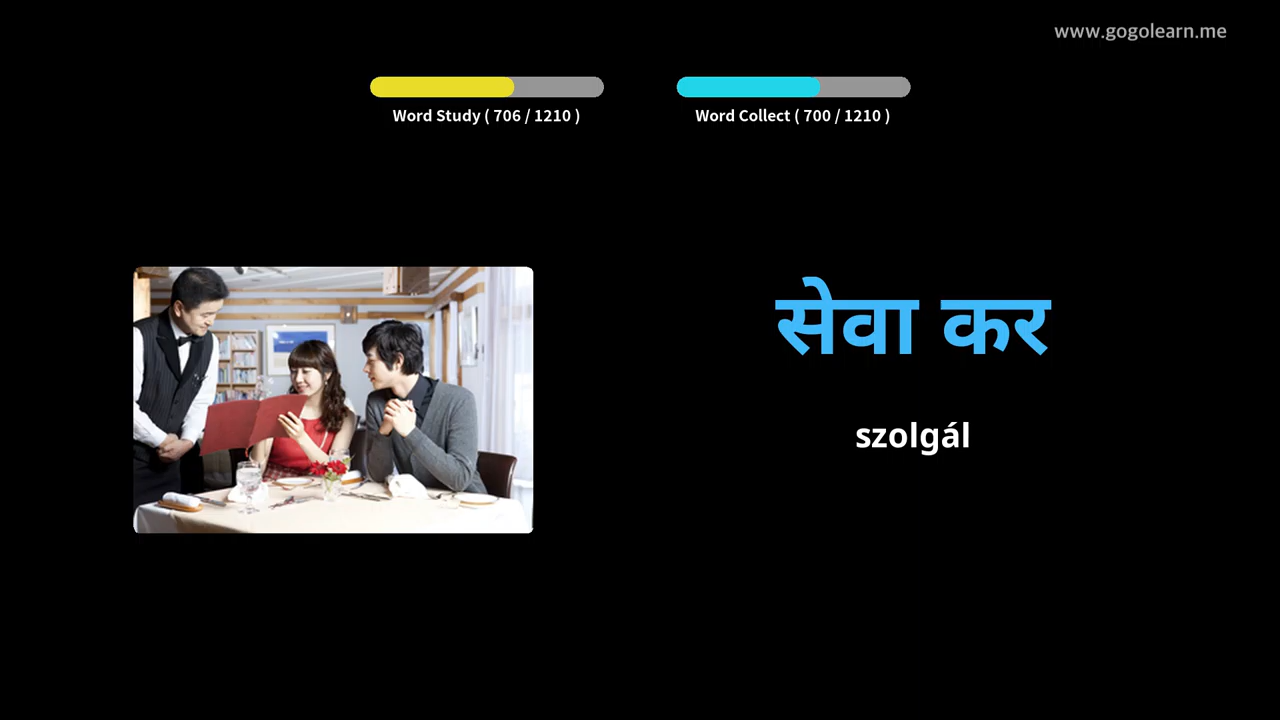 www.gogolearn.me
Word Study ( 706 / 1210 )
Word Collect ( 700 / 1210 )
सेवा कर
szolgál